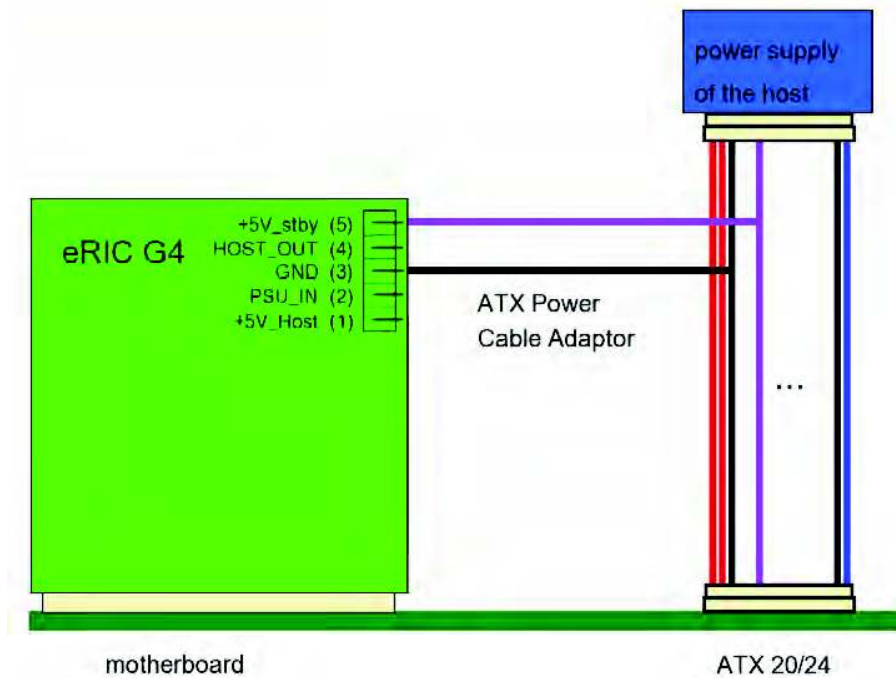 power supply
of the host
eRIC G4
+5V_stby (5)
HOST_OUT (4)
GND (3)
PSU_IN (2)
+5V_Host (1)
ATX Power
Cable Adaptor
...
motherboard
ATX 20/24